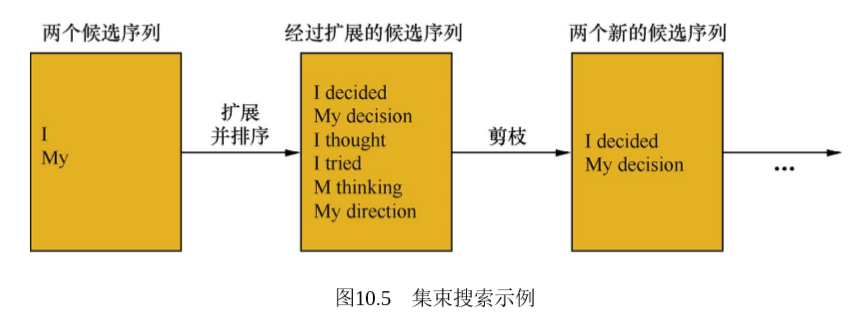 两个候选序列
I
My
扩展
并排序
经过扩展的候选序列
I decided
My decision
I thought
I tried
M thinking
My direction
剪枝
两个新的候选序列
I decided
My decision
...
图10.5 集束搜索示例